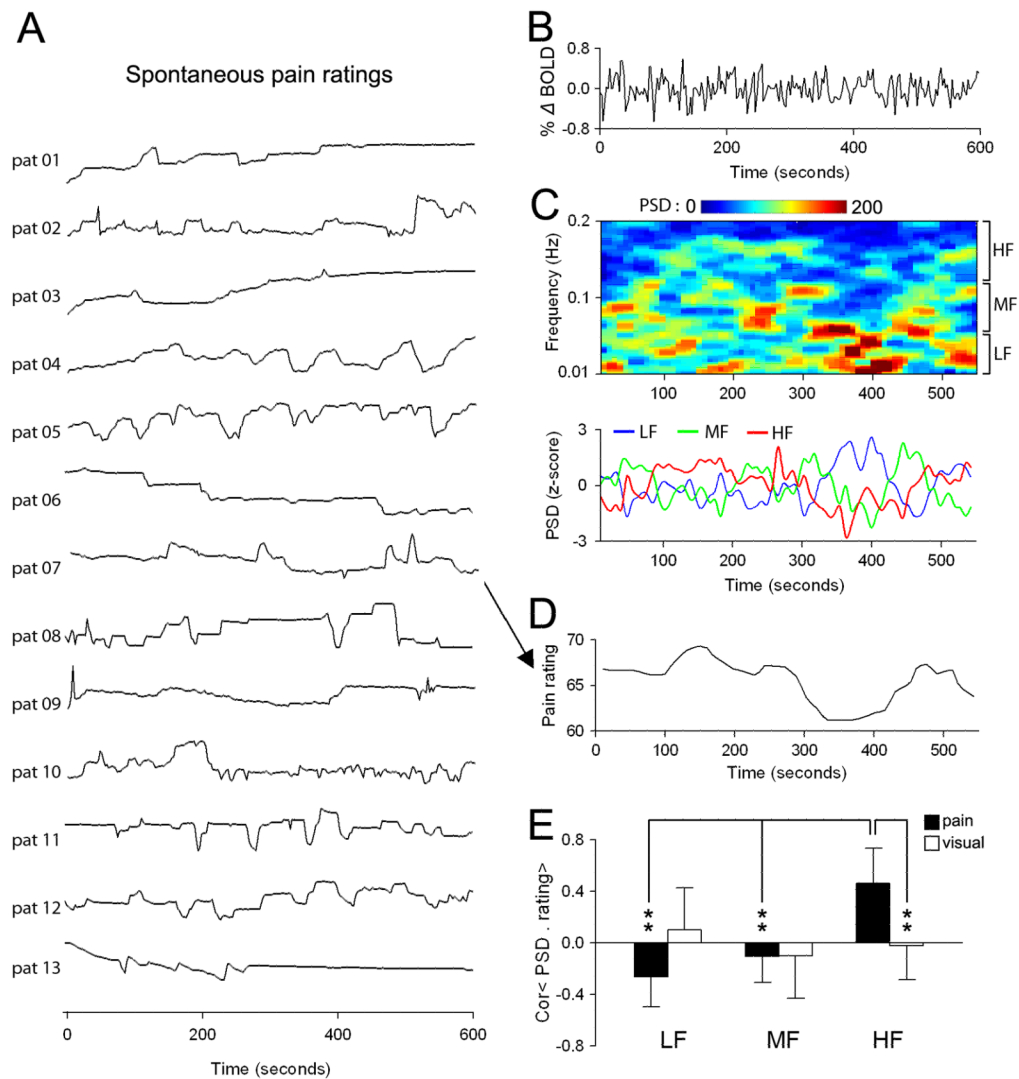 A
Spontaneous pain ratings
pat 01
pat 02
pat 03
pat 04
pat 05
pat 06
pat 07
pat 08
pat 09
pat 10
pat 11
pat 12
pat 13
0 200 400 600
Time (seconds)
B
% Δ BOLD
0.8
0.0
-0.8
0 200 400 600
Time (seconds)
C
PSD : 0 200
Frequency (Hz)
0.2
0.1
0.01
HF
MF
LF
100 200 300 400 500
LF MF HF
PSD (z-score)
3
0
-3
0 100 200 300 400 500
Time (seconds)
D
Pain rating
70
65
60
0 100 200 300 400 500
Time (seconds)
E
pain
visual
Cor< PSD . rating>
0.8
0.4
0.0
-0.4
-0.8
** ** **
LF MF HF